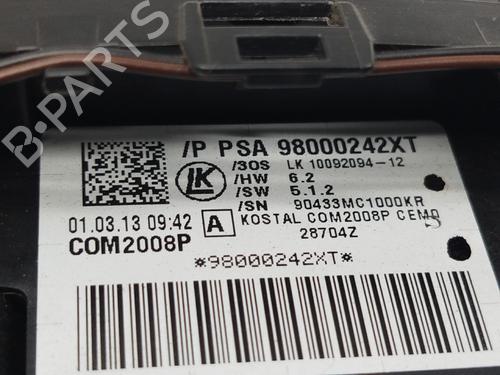 /P PSA 98000242XT
/30S LK 10092094-12
/HW 6.2
/SW 5.1.2
/SN 90433MC1000KR
LK
01.03.13 09:42 A KOSTAL COM2008P CEM0
COM2008P 28704Z
S
*98000242XT*
B-PARTS